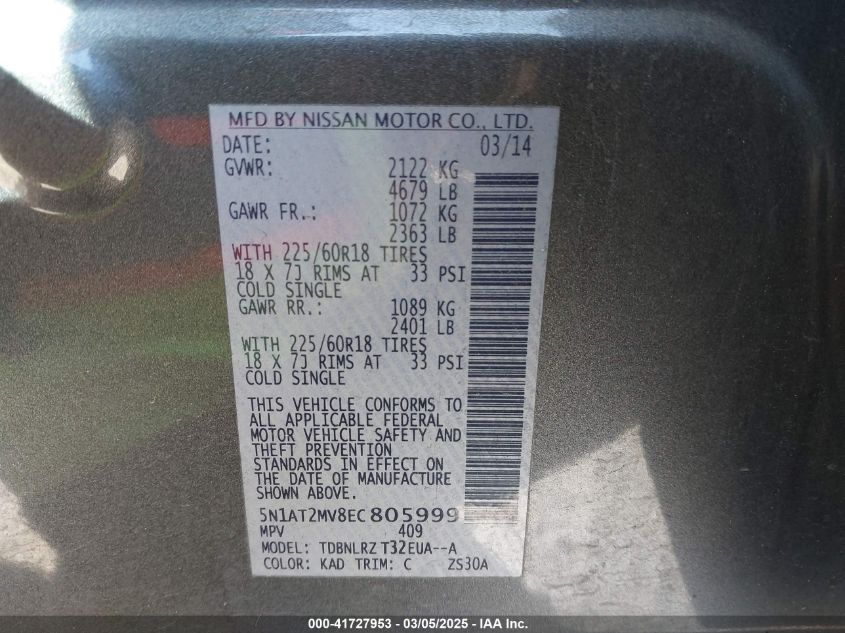 MFD BY NISSAN MOTOR CO., LTD.
DATE: 03/14
GVWR: 2122 KG
4679 LB
GAWR FR.: 1072 KG
2363 LB
WITH 225/60R18 TIRES
18 X 7J RIMS AT 33 PSI
COLD SINGLE
GAWR RR.: 1089 KG
2401 LB
WITH 225/60R18 TIRES
18 X 7J RIMS AT 33 PSI
COLD SINGLE
THIS VEHICLE CONFORMS TO
ALL APPLICABLE FEDERAL
MOTOR VEHICLE SAFETY AND
THEFT PREVENTION
STANDARDS IN EFFECT ON
THE DATE OF MANUFACTURE
SHOWN ABOVE.
5N1AT2MV8EC805999
MPV 409
MODEL: TDBNLRZ T32EUA--A
COLOR: KAD TRIM: C ZS30A
000-41727953 - 03/05/2025 - IAA Inc.